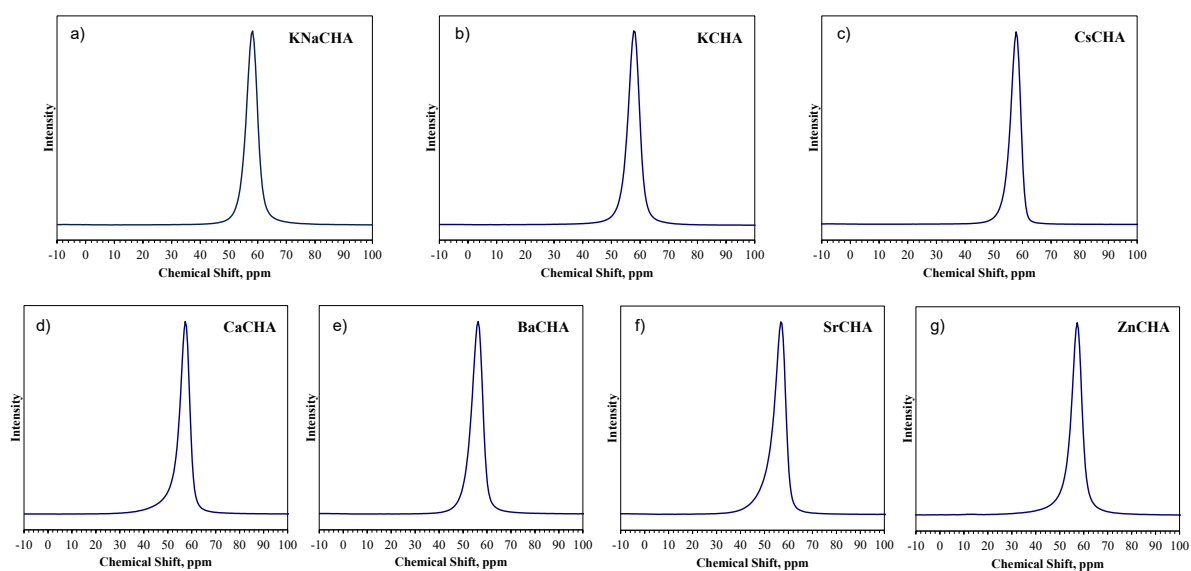 a) KNaCHA
Intensity
-10 0 10 20 30 40 50 60 70 80 90 100
Chemical Shift, ppm
b) KCHA
Intensity
-10 0 10 20 30 40 50 60 70 80 90 100
Chemical Shift, ppm
c) CsCHA
Intensity
-10 0 10 20 30 40 50 60 70 80 90 100
Chemical Shift, ppm
d) CaCHA
Intensity
-10 0 10 20 30 40 50 60 70 80 90 100
Chemical Shift, ppm
e) BaCHA
Intensity
-10 0 10 20 30 40 50 60 70 80 90 100
Chemical Shift, ppm
f) SrCHA
Intensity
-10 0 10 20 30 40 50 60 70 80 90 100
Chemical Shift, ppm
g) ZnCHA
Intensity
-10 0 10 20 30 40 50 60 70 80 90 100
Chemical Shift, ppm